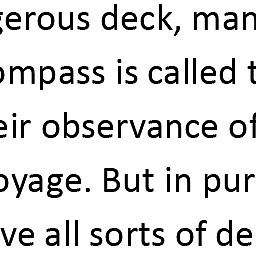 gerous deck, man
ompass is called t
eir observance of
oyage. But in pur
ve all sorts of de